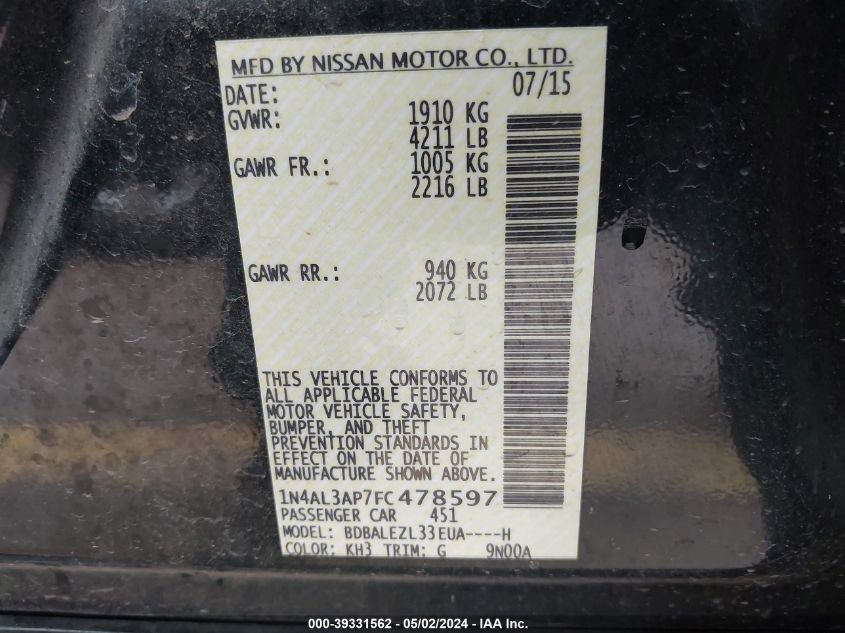 MFD BY NISSAN MOTOR CO., LTD.
DATE: 07/15
GVWR: 1910 KG
4211 LB
GAWR FR.: 1005 KG
2216 LB
GAWR RR.: 940 KG
2072 LB
THIS VEHICLE CONFORMS TO
ALL APPLICABLE FEDERAL
MOTOR VEHICLE SAFETY,
BUMPER, AND THEFT
PREVENTION STANDARDS IN
EFFECT ON THE DATE OF
MANUFACTURE SHOWN ABOVE.
1N4AL3AP7FC478597
PASSENGER CAR 451
MODEL: BDBALEZL33EUA----H
COLOR: KH3 TRIM: G 9N00A
000-39331562 - 05/02/2024 - IAA Inc.